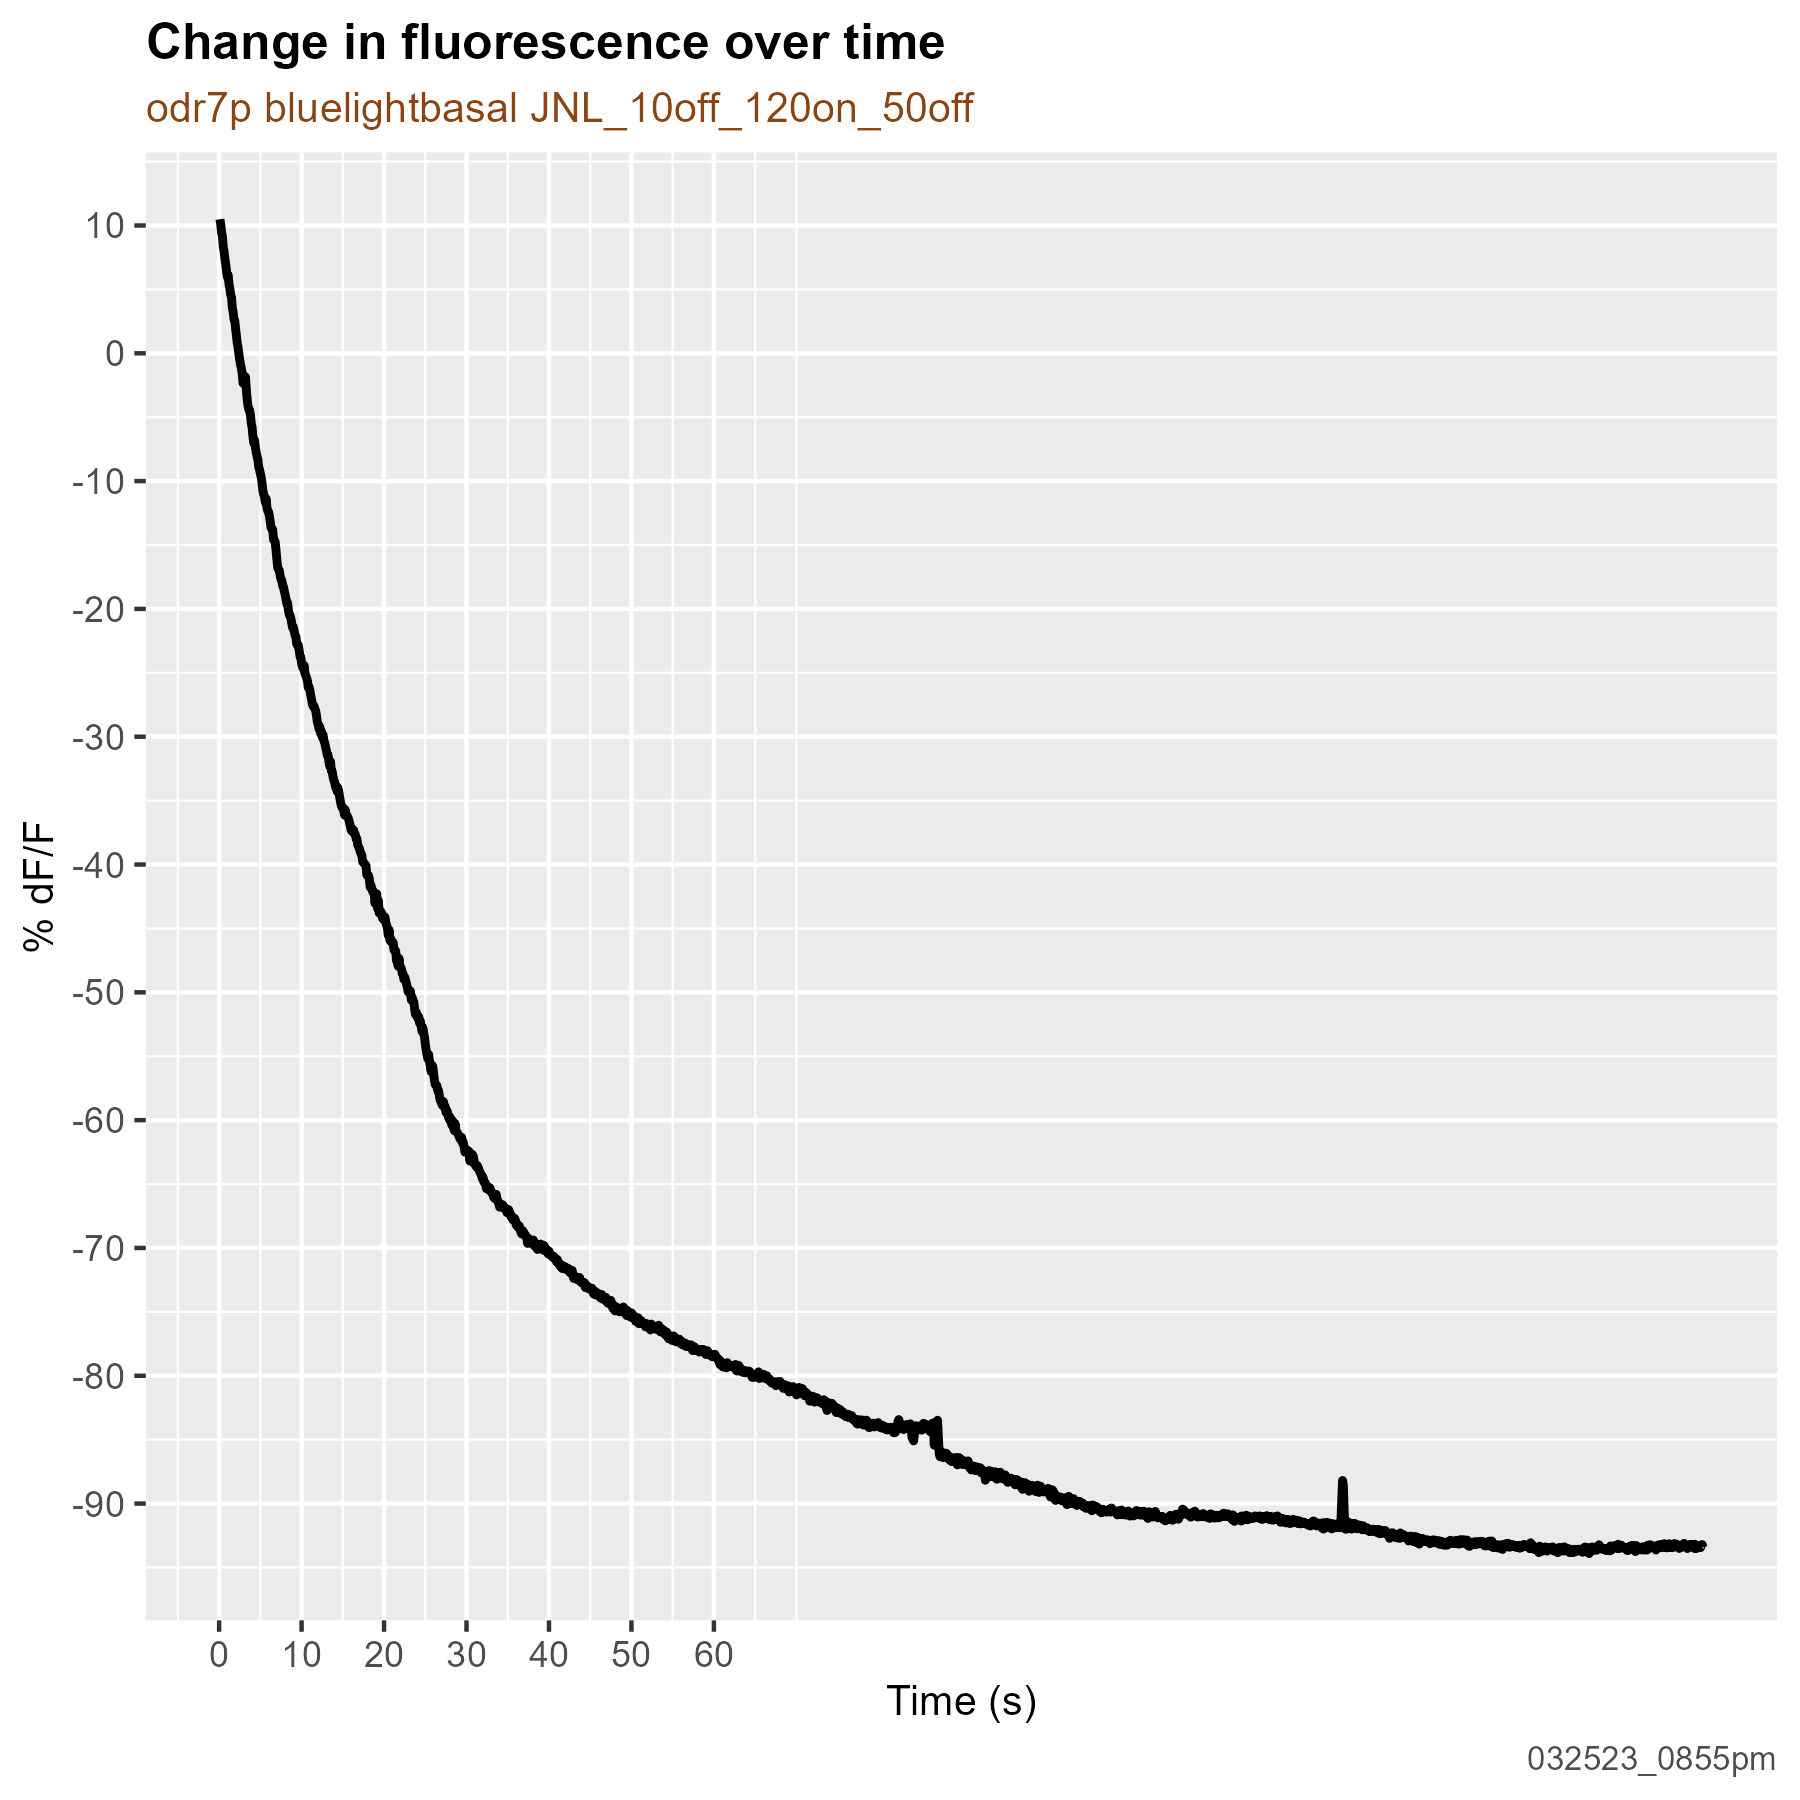 Change in fluorescence over time
odr7p bluelightbasal JNL_10off_120on_50off
10
0
-10
-20
-30
-40
-50
-60
-70
-80
-90
% dF/F
0 10 20 30 40 50 60
Time (s)
032523_0855pm